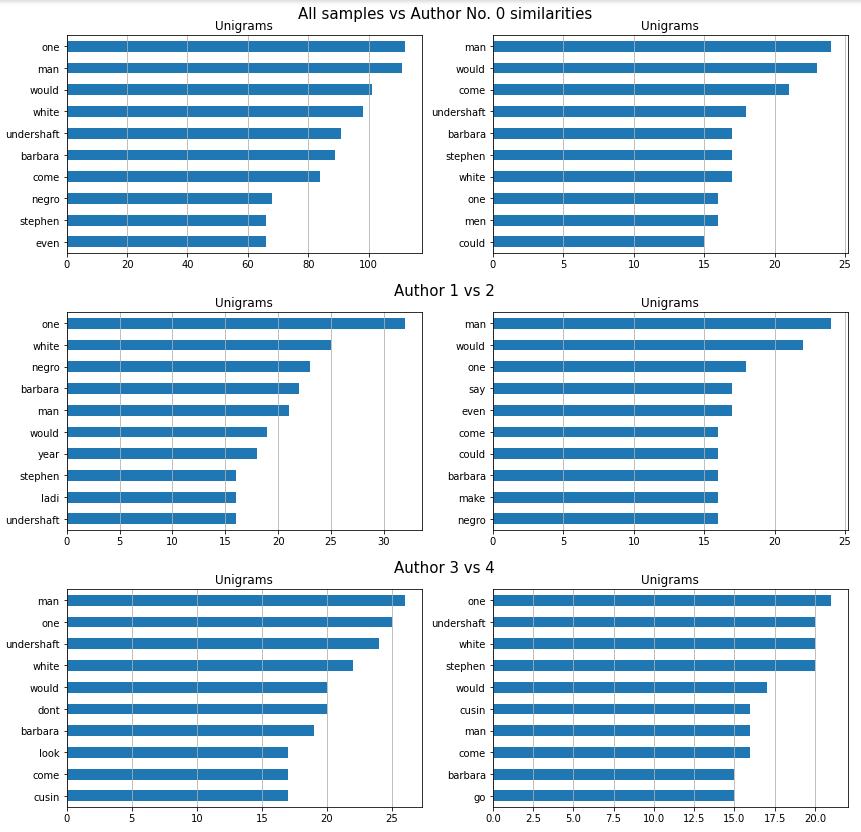 All samples vs Author No. 0 similarities
Unigrams
one
man
would
white
undershaft
barbara
come
negro
stephen
even
0 20 40 60 80 100
Unigrams
man
would
come
undershaft
barbara
stephen
white
one
men
could
0 5 10 15 20 25
Author 1 vs 2
Unigrams
one
white
negro
barbara
man
would
year
stephen
ladi
undershaft
0 5 10 15 20 25 30
Unigrams
man
would
one
say
even
come
could
barbara
make
negro
0 5 10 15 20 25
Author 3 vs 4
Unigrams
man
one
undershaft
white
would
dont
barbara
look
come
cusin
0 5 10 15 20 25
Unigrams
one
undershaft
white
stephen
would
cusin
man
come
barbara
go
0.0 2.5 5.0 7.5 10.0 12.5 15.0 17.5 20.0